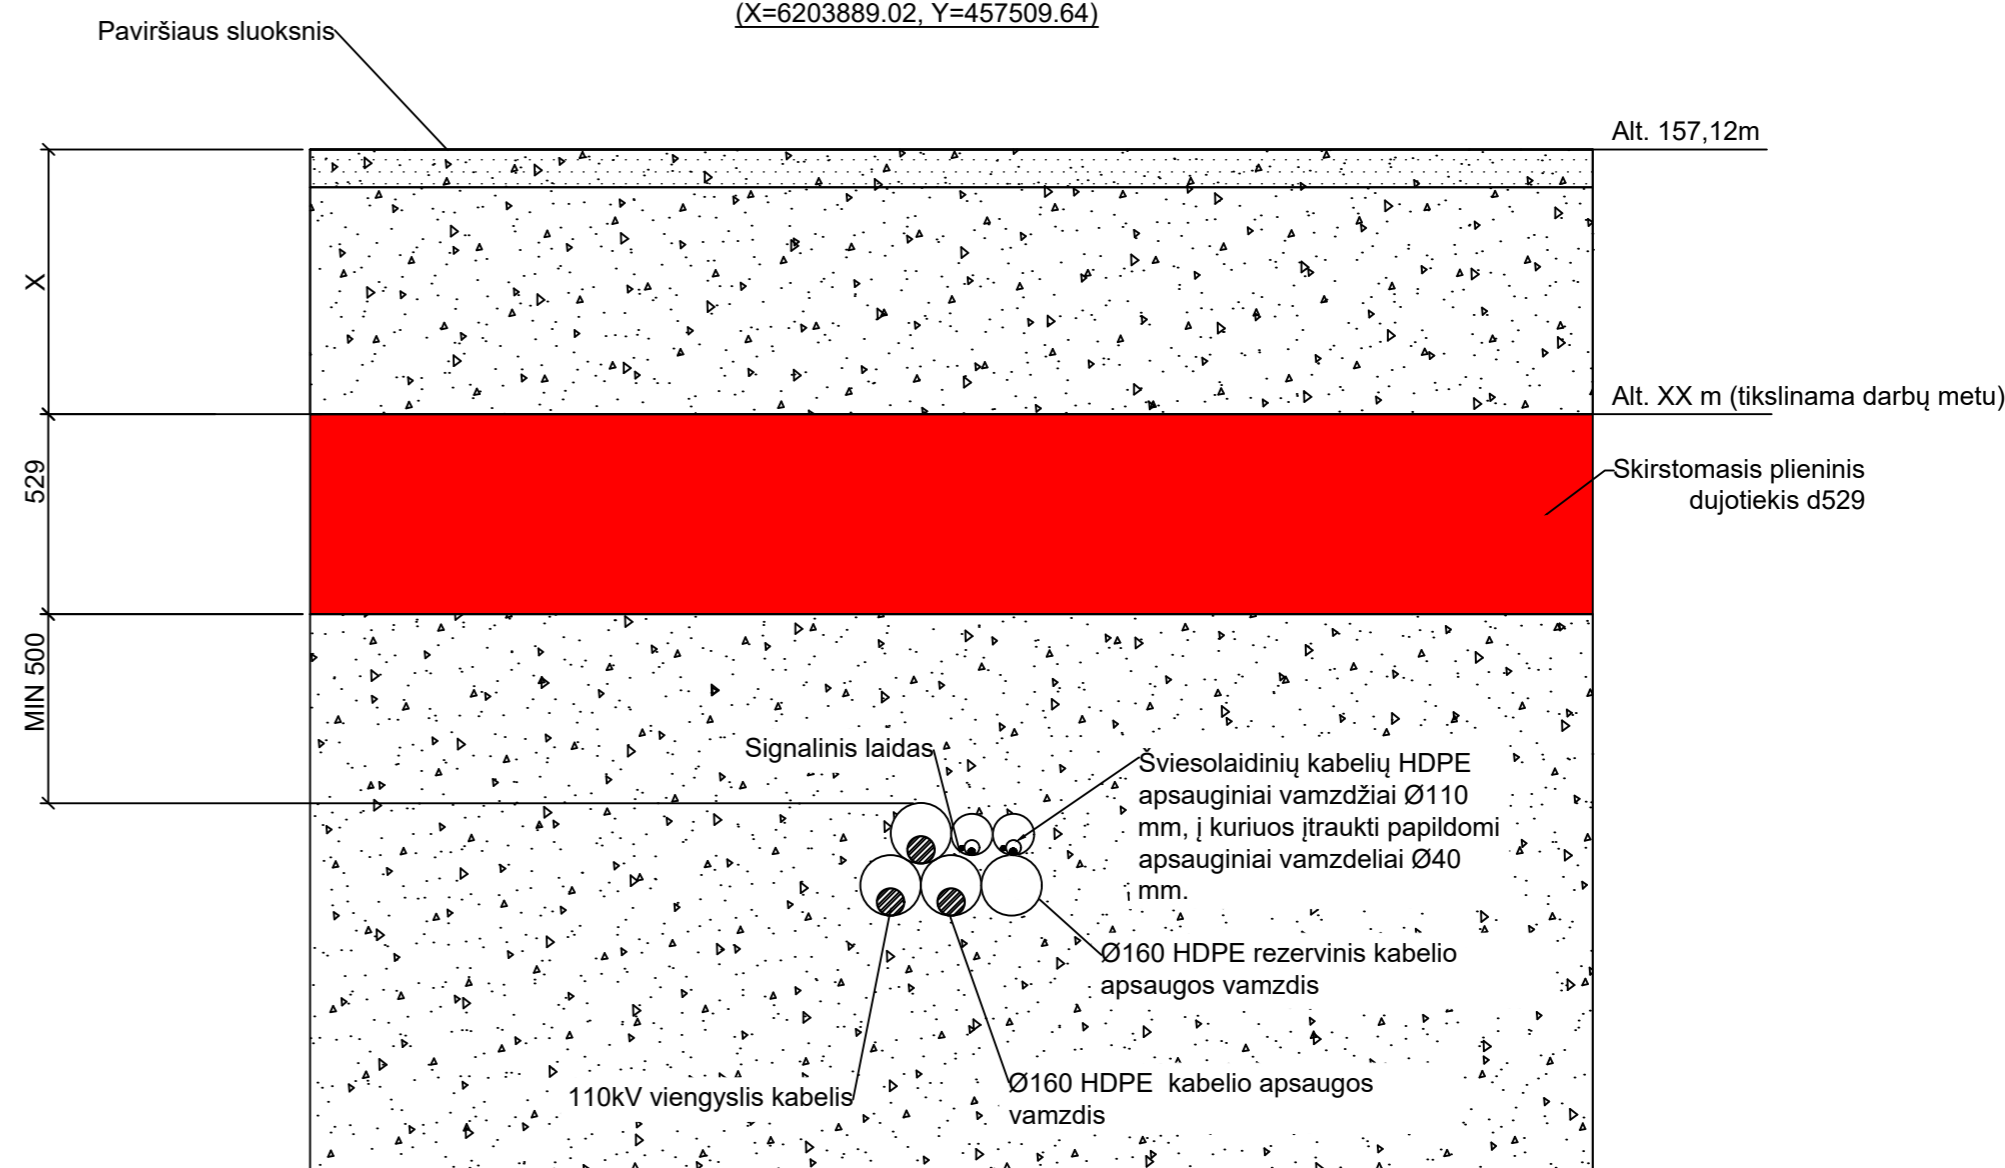 (X=6203889.02, Y=457509.64)
Paviršiaus sluoksnis
Alt. 157,12m
X
Alt. XX m (tikslinama darbų metu)
529
Skirstomasis plieninis
dujotiekis d529
MIN 500
Signalinis laidas
Šviesolaidinių kabelių HDPE
apsauginiai vamzdžiai Ø110
mm, į kuriuos įtraukti papildomi
apsauginiai vamzdeliai Ø40
mm.
Ø160 HDPE rezervinis kabelio
apsaugos vamzdis
110kV viengyslis kabelis
Ø160 HDPE kabelio apsaugos
vamzdis